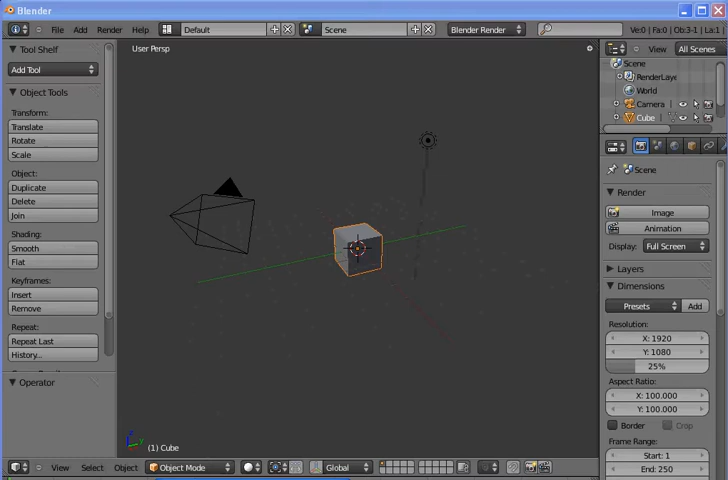 Blender
File Add Render Help Default Scene Blender Render Ve:0 | Fa:0 | Ob:3-1 | La:1
Tool Shelf
Add Tool
Object Tools
Transform:
Translate
Rotate
Scale
Object:
Duplicate
Delete
Join
Shading:
Smooth
Flat
Keyframes:
Insert
Remove
Repeat:
Repeat Last
History...
Operator
User Persp
(1) Cube
View Select Object Object Mode Global
View All Scenes
Scene
RenderLaye
World
Camera
Cube
Scene
Render
Image
Animation
Display: Full Screen
Layers
Dimensions
Presets Add
Resolution:
X: 1920
Y: 1080
25%
Aspect Ratio:
X: 100.000
Y: 100.000
Border Crop
Frame Range:
Start: 1
End: 250